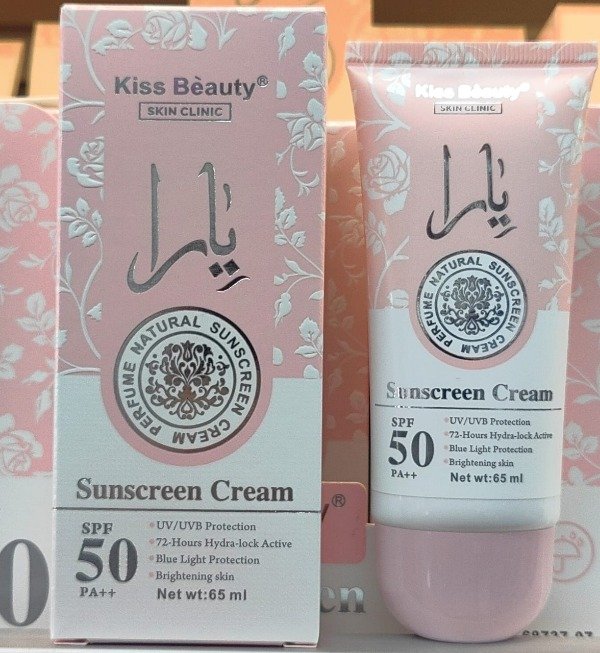 Kiss Bèauty®
SKIN CLINIC
يارا
PERFUME NATURAL SUNSCREEN CREAM
Sunscreen Cream
SPF
50
PA++
UV/UVB Protection
72-Hours Hydra-lock Active
Blue Light Protection
Brightening skin
Net wt:65 ml
Kiss Bèauty®
SKIN CLINIC
يارا
PERFUME NATURAL SUNSCREEN CREAM
Sunscreen Cream
SPF
50
PA++
UV/UVB Protection
72-Hours Hydra-lock Active
Blue Light Protection
Brightening skin
Net wt:65 ml
0
y®
en